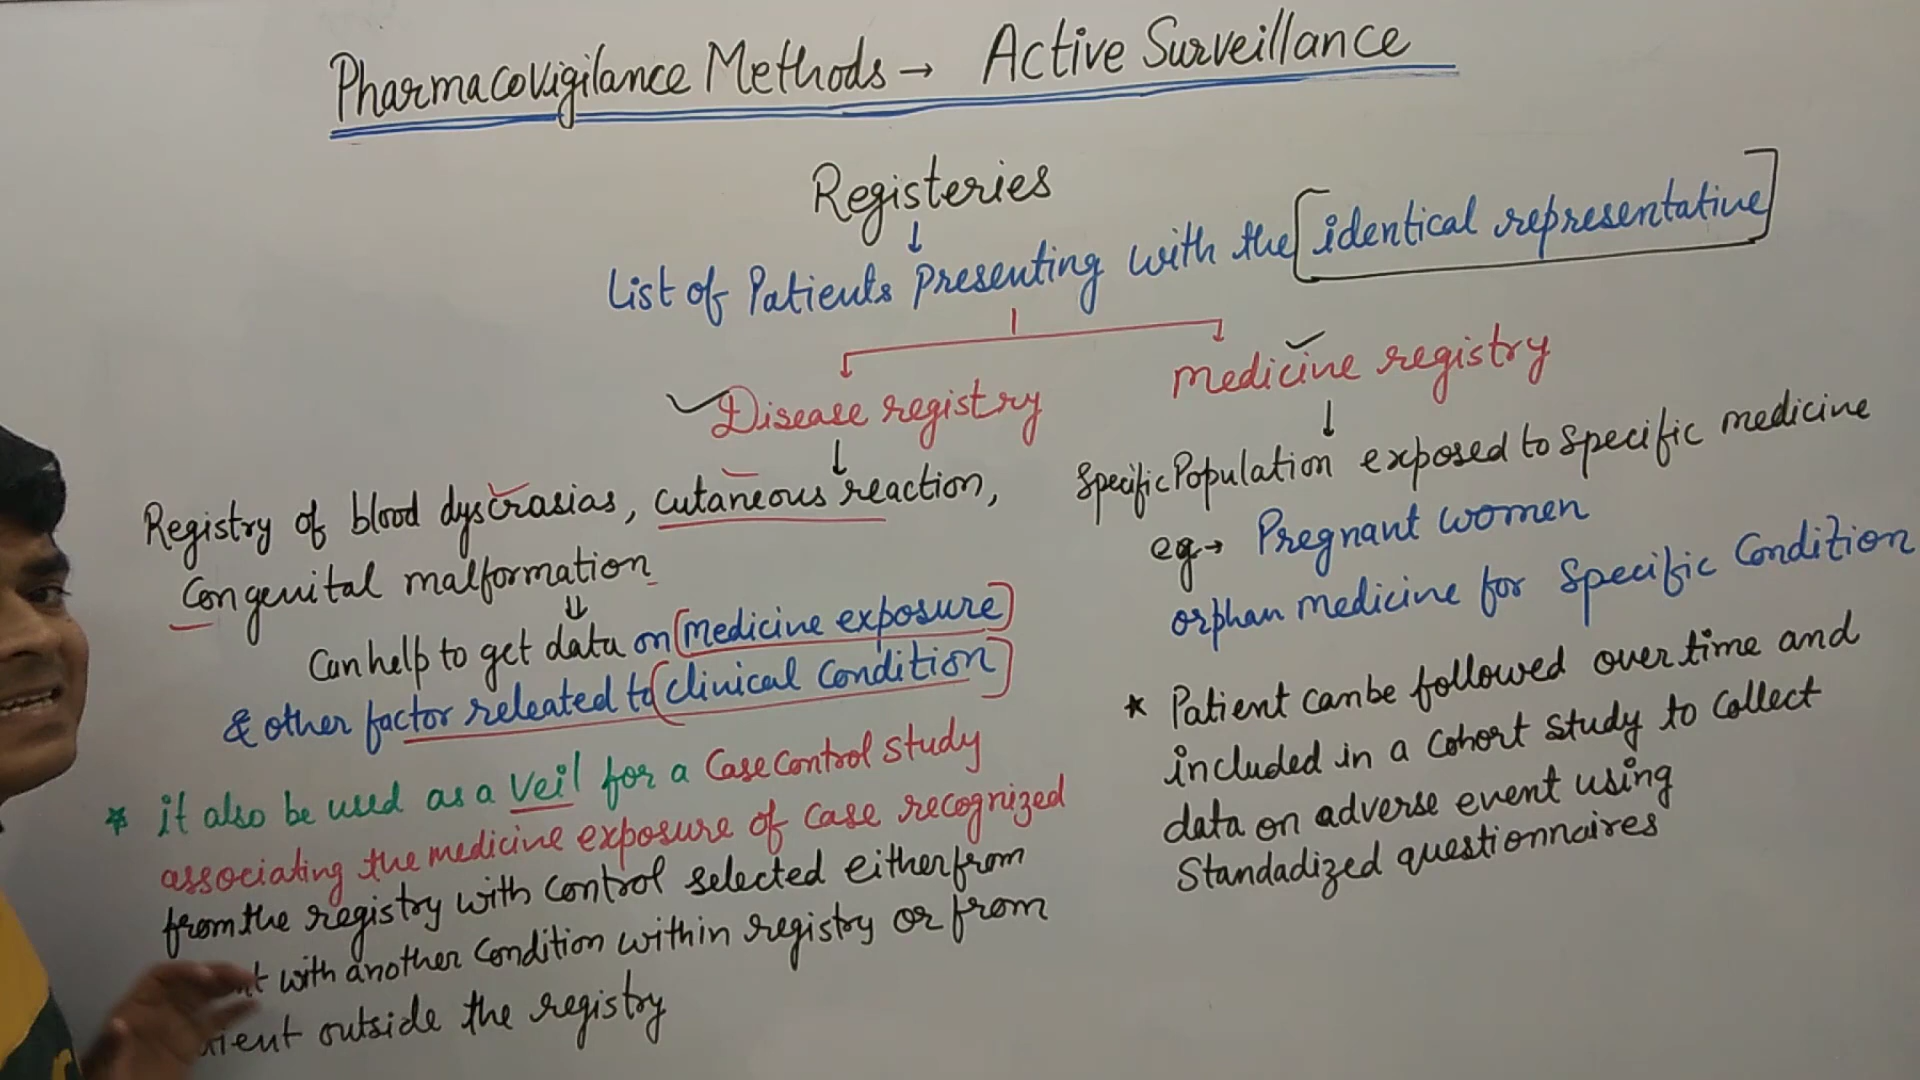 Pharmacovigilance Methods → Active Surveillance
Registeries
↓
List of Patients Presenting with the [identical representative]
Disease registry
↓
Registry of blood dyscrasias, cutaneous reaction,
Congenital malformation
⇓
Can help to get data on (medicine exposure)
& other factor releated to (clinical condition)
* it also be used as a Veil for a Case control study
associating the medicine exposure of case recognized
from the registry with control selected either from
with another condition within registry or from
outside the registry
Medicine registry
↓
Specific Population exposed to specific medicine
eg → Pregnant women
orphan medicine for specific condition
* Patient can be followed over time and
included in a cohort study to collect
data on adverse event using
Standadized questionnaires